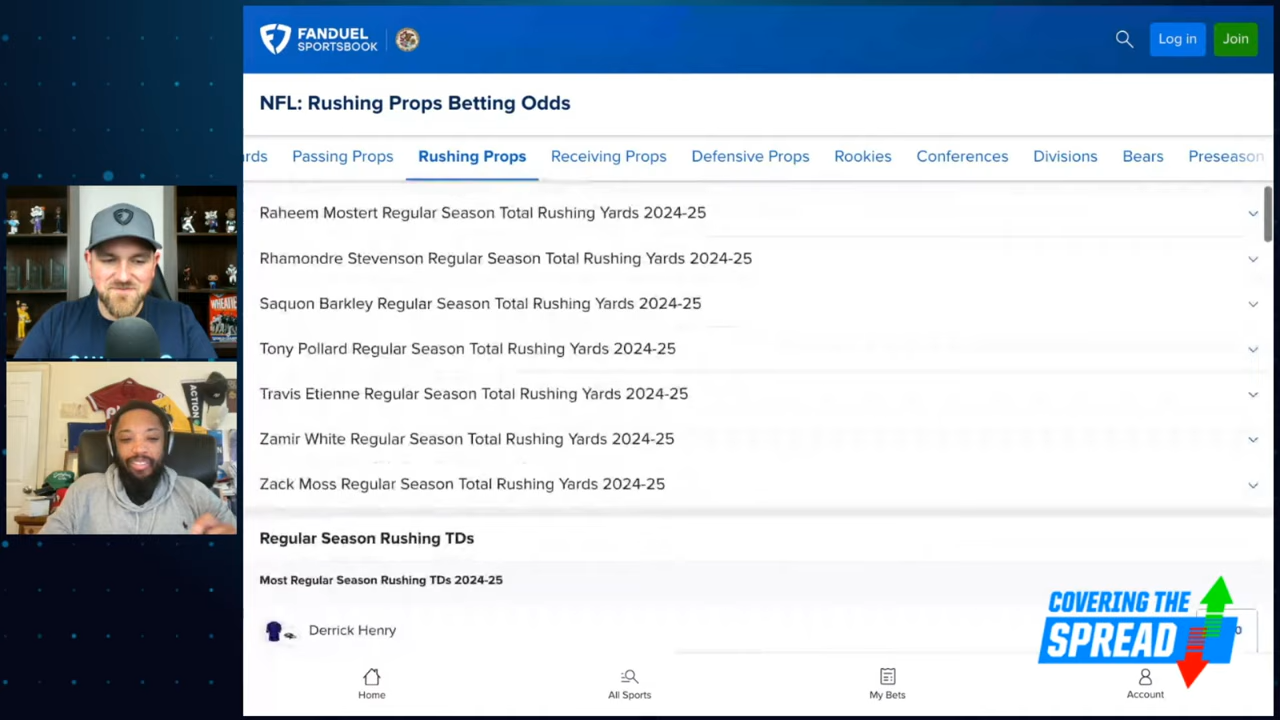 FANDUEL
SPORTSBOOK
Log in
Join
NFL: Rushing Props Betting Odds
rds Passing Props Rushing Props Receiving Props Defensive Props Rookies Conferences Divisions Bears Preseason
Raheem Mostert Regular Season Total Rushing Yards 2024-25
Rhamondre Stevenson Regular Season Total Rushing Yards 2024-25
Saquon Barkley Regular Season Total Rushing Yards 2024-25
Tony Pollard Regular Season Total Rushing Yards 2024-25
Travis Etienne Regular Season Total Rushing Yards 2024-25
Zamir White Regular Season Total Rushing Yards 2024-25
Zack Moss Regular Season Total Rushing Yards 2024-25
Regular Season Rushing TDs
Most Regular Season Rushing TDs 2024-25
Derrick Henry
COVERING THE
SPREAD
Home All Sports My Bets Account
WHEATIES
ACTION